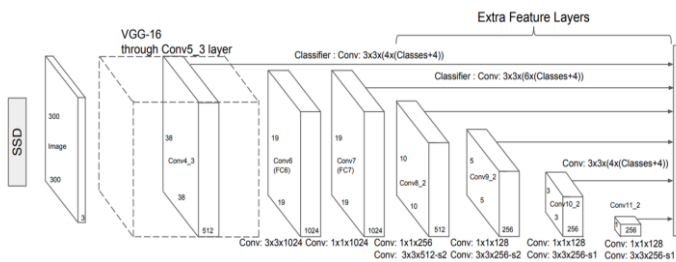 Extra Feature Layers
VGG-16
through Conv5_3 layer
Classifier : Conv: 3x3x(4x(Classes+4))
Classifier : Conv: 3x3x(6x(Classes+4))
SSD
300
Image
300
3
38
Conv4_3
38
512
19
Conv6
(FC6)
19
1024
19
Conv7
(FC7)
19
1024
10
Conv8_2
10
512
5
Conv9_2
5
256
Conv: 3x3x(4x(Classes+4))
3
Conv10_2
3
256
Conv11_2
1
256
Conv: 3x3x1024 Conv: 1x1x1024 Conv: 1x1x256 Conv: 1x1x128 Conv: 1x1x128 Conv: 1x1x128
Conv: 3x3x512-s2 Conv: 3x3x256-s2 Conv: 3x3x256-s1 Conv: 3x3x256-s1